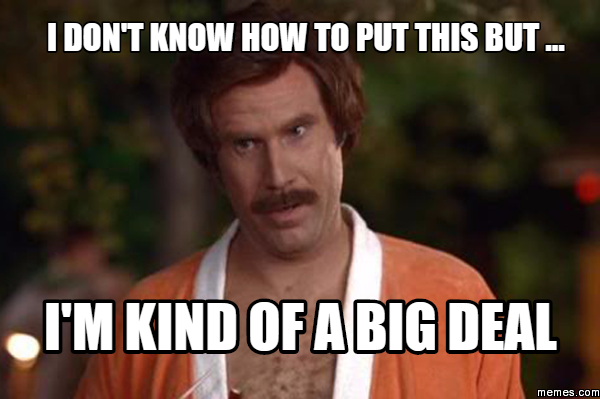 I DON'T KNOW HOW TO PUT THIS BUT ...
I'M KIND OF A BIG DEAL
memes.com